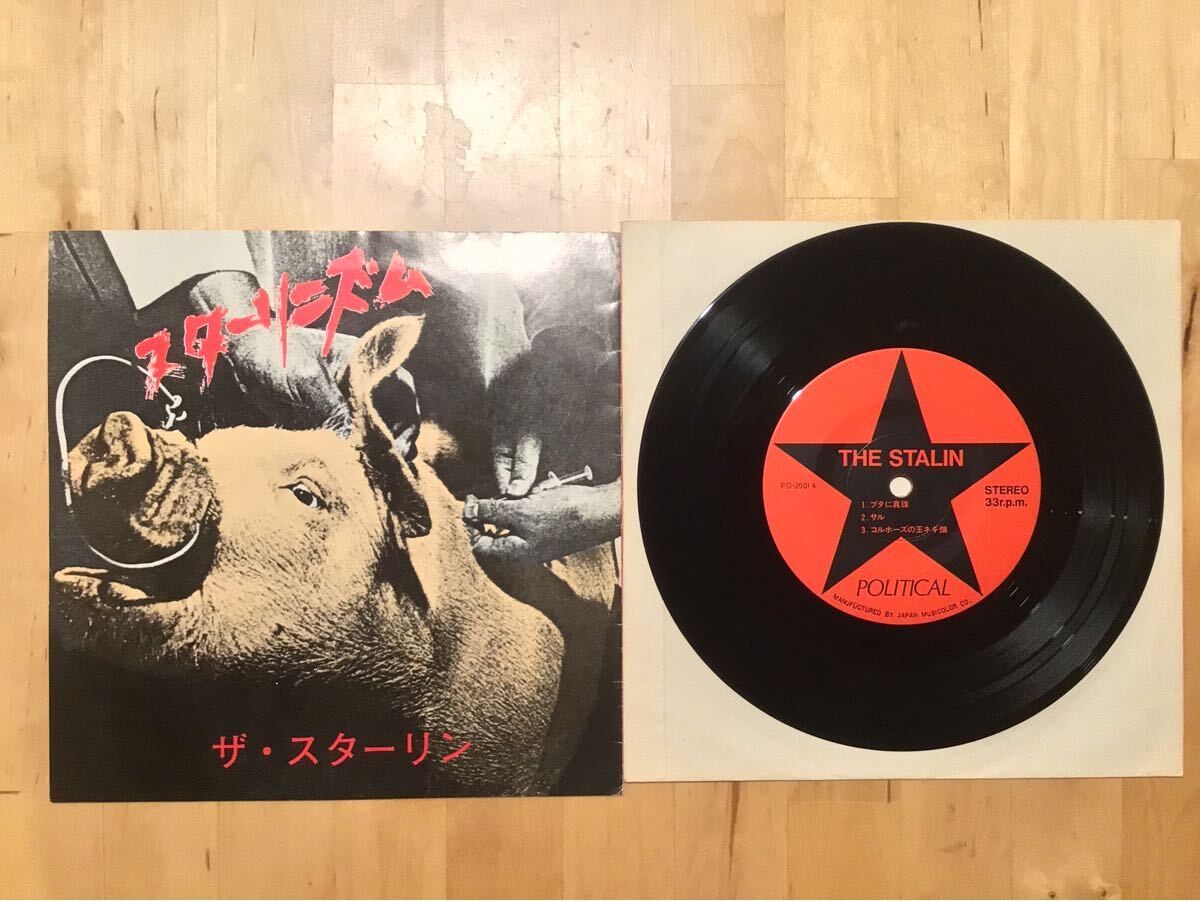 スターリニズム
ザ・スターリン
THE STALIN
PD-2001A
STEREO
33r.p.m.
1. ブタに真珠
2. サル
3. コルホーズの玉ネギ畑
POLITICAL
MANUFUCTURED BY JAPAN MUSICOLOR CO.,